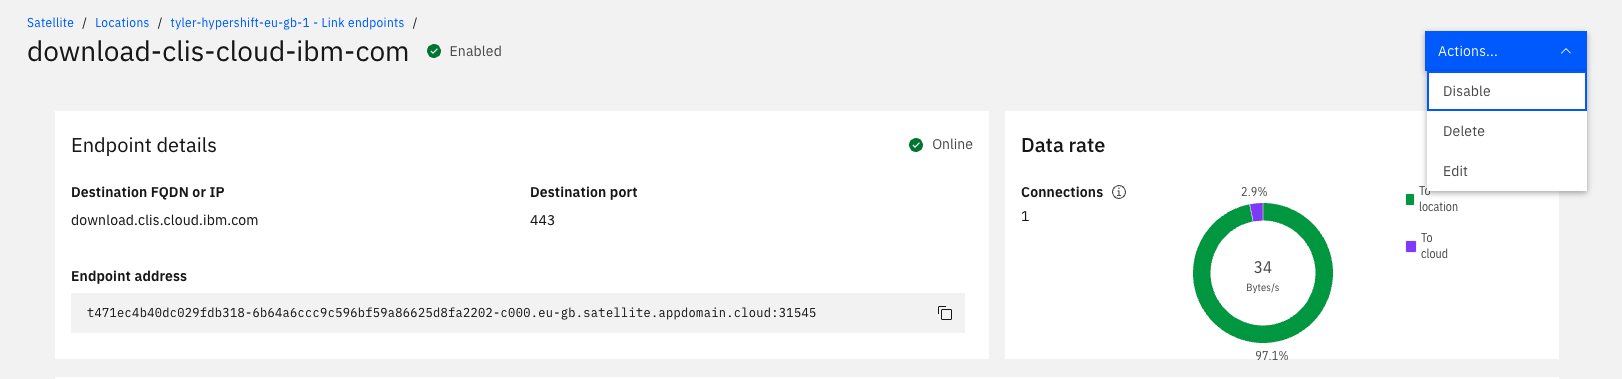 Satellite / Locations / tyler-hypershift-eu-gb-1 - Link endpoints /
download-clis-cloud-ibm-com Enabled
Actions...
Disable
Delete
Edit
Endpoint details Online
Destination FQDN or IP Destination port
download.clis.cloud.ibm.com 443
Endpoint address
t471ec4b40dc029fdb318-6b64a6ccc9c596bf59a86625d8fa2202-c000.eu-gb.satellite.appdomain.cloud:31545
Data rate
Connections
1
2.9%
34
Bytes/s
97.1%
To
location
To
cloud